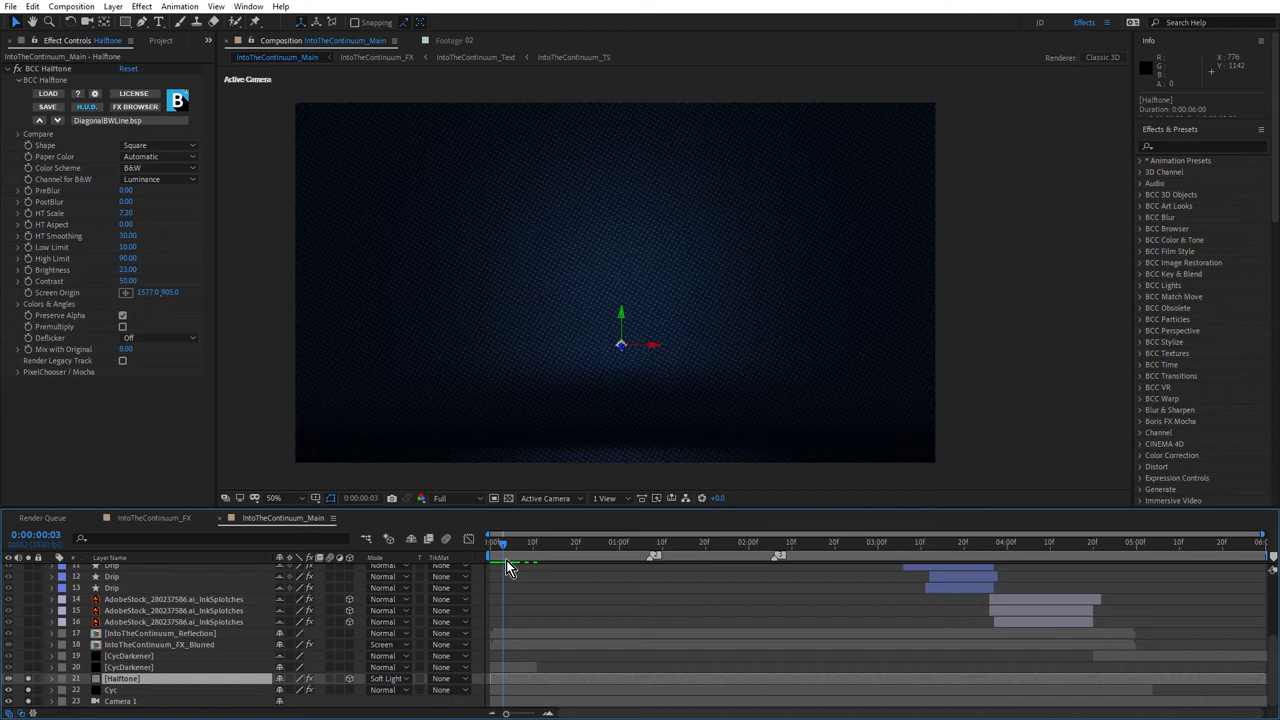 File Edit Composition Layer Effect Animation View Window Help
Snapping
JD Effects Search Help
Effect Controls Halftone Project
IntoTheContinuum_Main • Halftone
fx BCC Halftone Reset
BCC Halftone
LOAD ? LICENSE
SAVE H.U.D. FX BROWSER B
DiagonalBWLine.bsp
Compare
Shape Square
Paper Color Automatic
Color Scheme B&W
Channel for B&W Luminance
PreBlur 0.00
PostBlur 0.00
HT Scale 7.20
HT Aspect 0.00
HT Smoothing 30.00
Low Limit 10.00
High Limit 90.00
Brightness 23.00
Contrast 50.00
Screen Origin 1577.0,905.0
Colors & Angles
Preserve Alpha
Premultiply
Deflicker Off
Mix with Original 8.00
Render Legacy Track
PixelChooser / Mocha
Composition IntoTheContinuum_Main Footage 02
IntoTheContinuum_Main IntoTheContinuum_FX IntoTheContinuum_Text IntoTheContinuum_TS Renderer: Classic 3D
Active Camera
50% 0:00:00:03 Full Active Camera 1 View +0.0
Info
R: X: 776
G: Y: 1142
B:
A: 0
[Halftone]
Duration: 0:00:06:00
Effects & Presets
* Animation Presets
3D Channel
Audio
BCC 3D Objects
BCC Art Looks
BCC Blur
BCC Browser
BCC Color & Tone
BCC Film Style
BCC Image Restoration
BCC Key & Blend
BCC Lights
BCC Match Move
BCC Obsolete
BCC Particles
BCC Perspective
BCC Stylize
BCC Textures
BCC Time
BCC Transitions
BCC VR
BCC Warp
Blur & Sharpen
Boris FX Mocha
Channel
CINEMA 4D
Color Correction
Distort
Expression Controls
Generate
Immersive Video
Render Queue IntoTheContinuum_FX IntoTheContinuum_Main
0:00:00:03
# Layer Name Mode T .TrkMat
10f 20f 01:00f 10f 20f 02:00f 10f 20f 03:00f 10f 20f 04:00f 10f 20f 05:00f 10f 20f
2 3
11 Drip Normal None
12 Drip Normal None
13 Drip Normal None
14 AdobeStock_280237586.ai_InkSplotches Normal None
15 AdobeStock_280237586.ai_InkSplotches Normal None
16 AdobeStock_280237586.ai_InkSplotches Normal None
17 [IntoTheContinuum_Reflection] Normal None
18 IntoTheContinuum_FX_Blurred Screen None
19 [CycDarkener] Normal None
20 [CycDarkener] Normal None
21 [Halftone] Soft Light None
22 Cyc Normal None
23 Camera 1